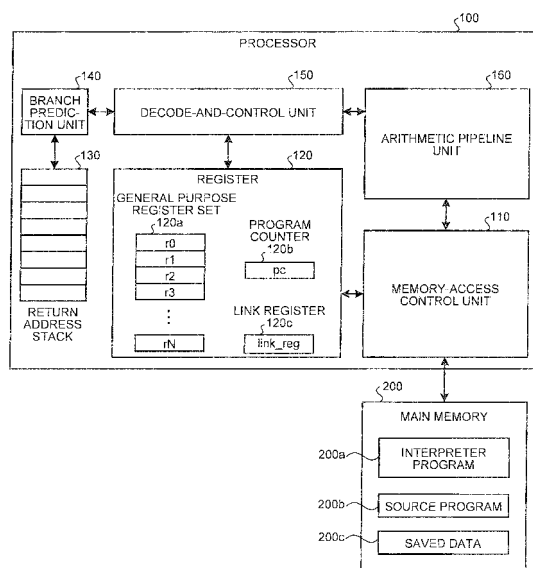 100
PROCESSOR
140
BRANCH
PREDIC-
TION UNIT
150
DECODE-AND-CONTROL UNIT
160
ARITHMETIC PIPELINE
UNIT
130
RETURN
ADDRESS
STACK
120
REGISTER
GENERAL PURPOSE
REGISTER SET
120a
r0
r1
r2
r3
⋮
rN
PROGRAM
COUNTER
120b
pc
LINK REGISTER
120c
link_reg
110
MEMORY-ACCESS
CONTROL UNIT
200
MAIN MEMORY
200a
INTERPRETER
PROGRAM
200b
SOURCE PROGRAM
200c
SAVED DATA